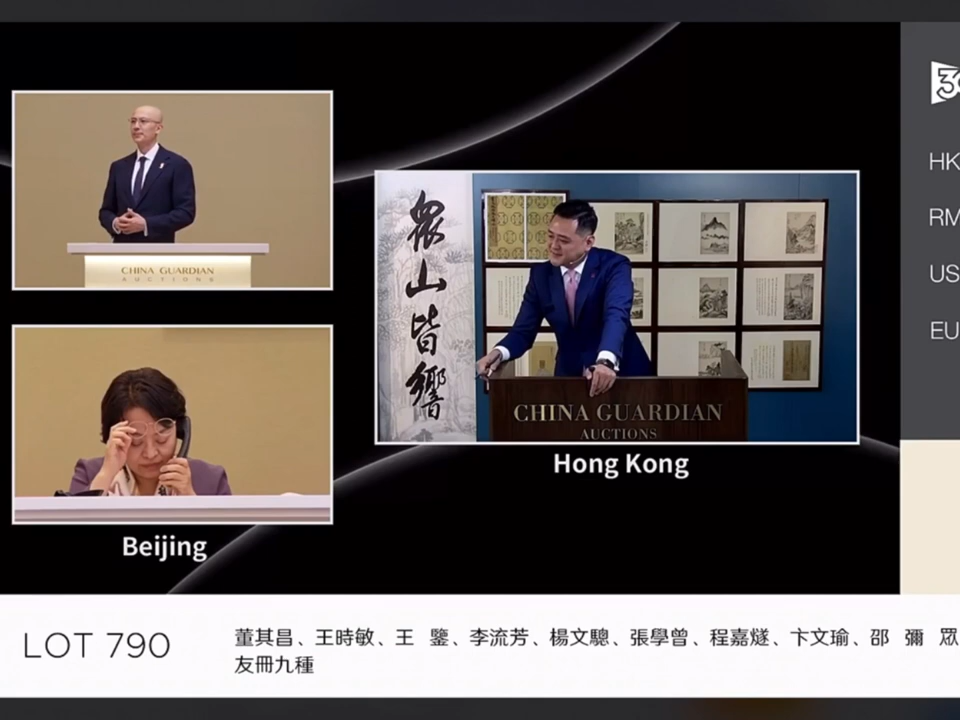 CHINA GUARDIAN
AUCTIONS
Beijing
眾山皆響
CHINA GUARDIAN
AUCTIONS
Hong Kong
HK
RM
US
EU
LOT 790
董其昌、王時敏、王 鑒、李流芳、楊文驄、張學曾、程嘉燧、卞文瑜、邵 彌 眾
友冊九種